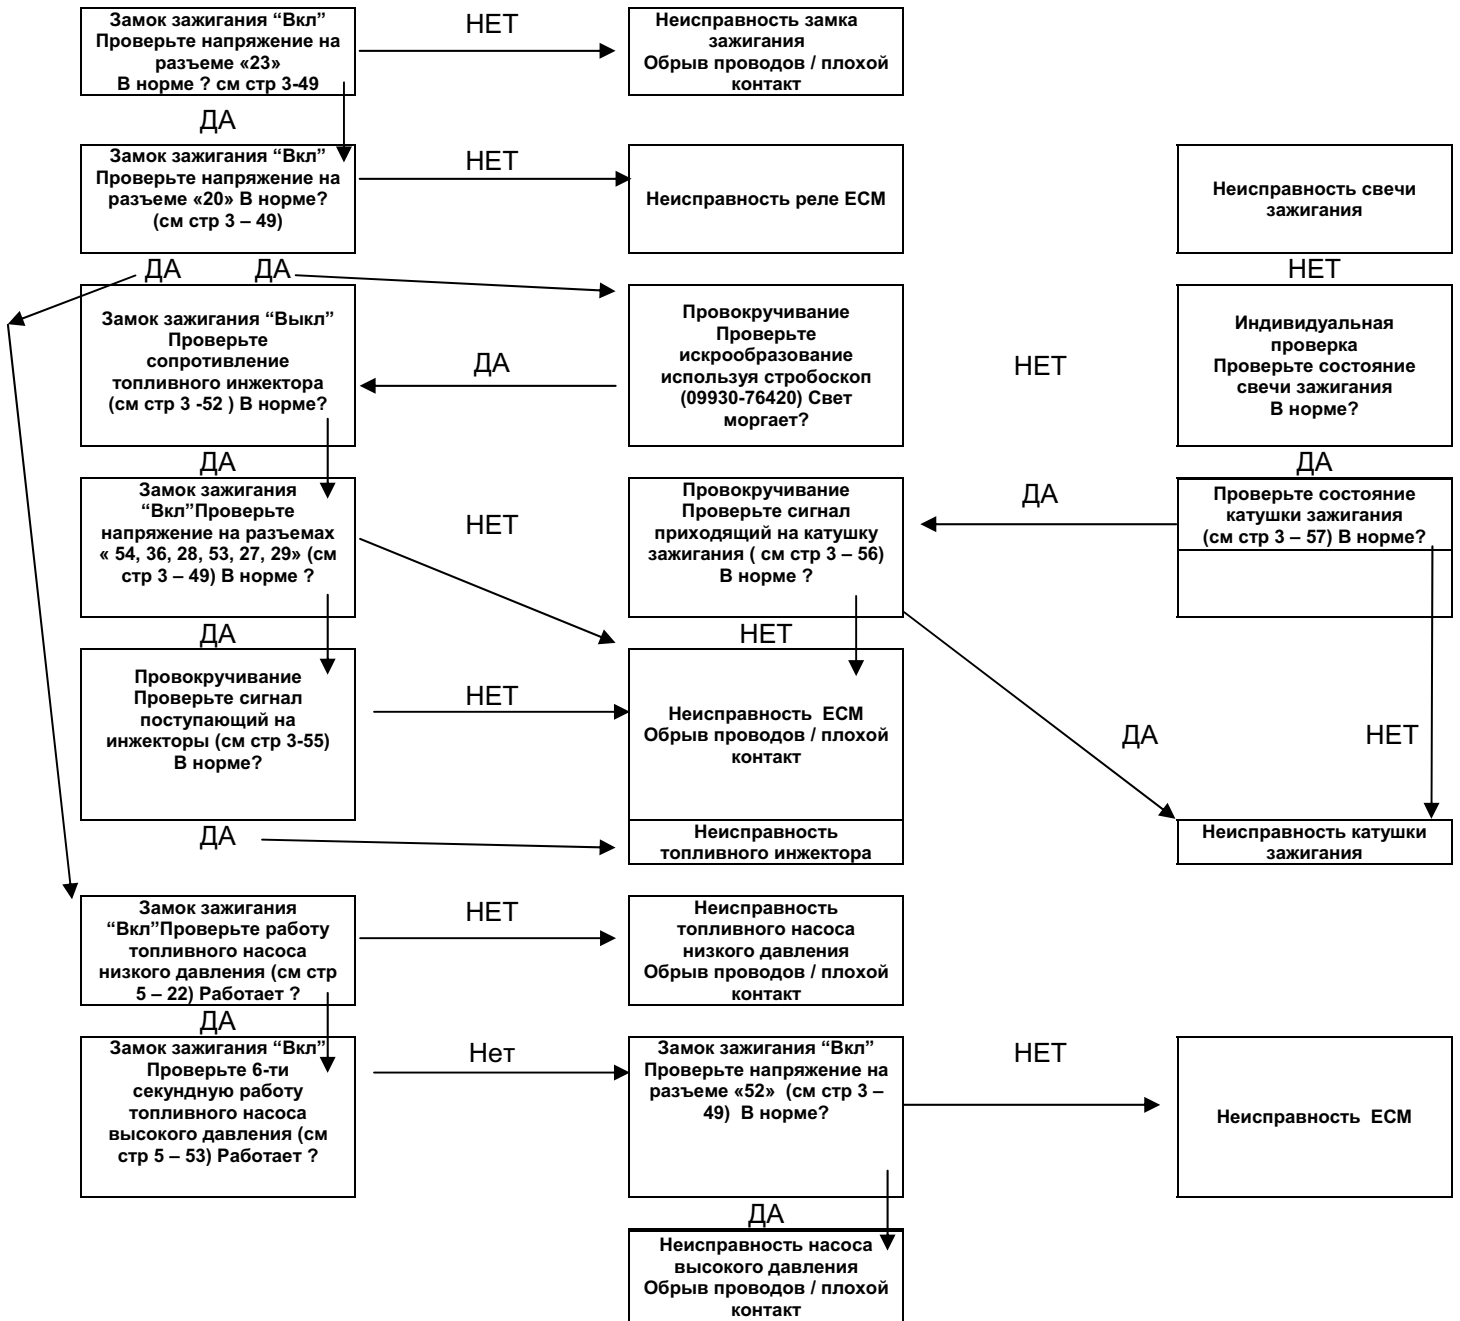 Замок зажигания “Вкл”
Проверьте напряжение на
разъеме «23»
В норме ? см стр 3-49
НЕТ
Неисправность замка
зажигания
Обрыв проводов / плохой
контакт
ДА
Замок зажигания “Вкл”
Проверьте напряжение на
разъеме «20» В норме?
(см стр 3 – 49)
НЕТ
Неисправность реле ЕСМ
Неисправность свечи
зажигания
ДА
ДА
НЕТ
Замок зажигания “Выкл”
Проверьте
сопротивление
топливного инжектора
(см стр 3 -52 ) В норме?
ДА
Провокручивание
Проверьте
искрообразование
используя стробоскоп
(09930-76420) Свет
моргает?
НЕТ
Индивидуальная
проверка
Проверьте состояние
свечи зажигания
В норме?
ДА
ДА
Замок зажигания
“Вкл”Проверьте
напряжение на разъемах
« 54, 36, 28, 53, 27, 29» (см
стр 3 – 49) В норме ?
НЕТ
Провокручивание
Проверьте сигнал
приходящий на катушку
зажигания ( см стр 3 – 56)
В норме ?
ДА
Проверьте состояние
катушки зажигания
(см стр 3 – 57) В норме?
ДА
НЕТ
Провокручивание
Проверьте сигнал
поступающий на
инжекторы (см стр 3-55)
В норме?
НЕТ
Неисправность  ЕСМ
Обрыв проводов / плохой
контакт
ДА
НЕТ
ДА
Неисправность
топливного инжектора
Неисправность катушки
зажигания
Замок зажигания
“Вкл”Проверьте работу
топливного насоса
низкого давления (см стр
5 – 22) Работает ?
НЕТ
Неисправность
топливного насоса
низкого давления
Обрыв проводов / плохой
контакт
ДА
Замок зажигания “Вкл”
Проверьте 6-ти
секундную работу
топливного насоса
высокого давления (см
стр 5 – 53) Работает ?
Нет
Замок зажигания “Вкл”
Проверьте напряжение на
разъеме «52»  (см стр 3 –
49)  В норме?
НЕТ
Неисправность  ЕСМ
ДА
Неисправность насоса
высокого давления
Обрыв проводов / плохой
контакт